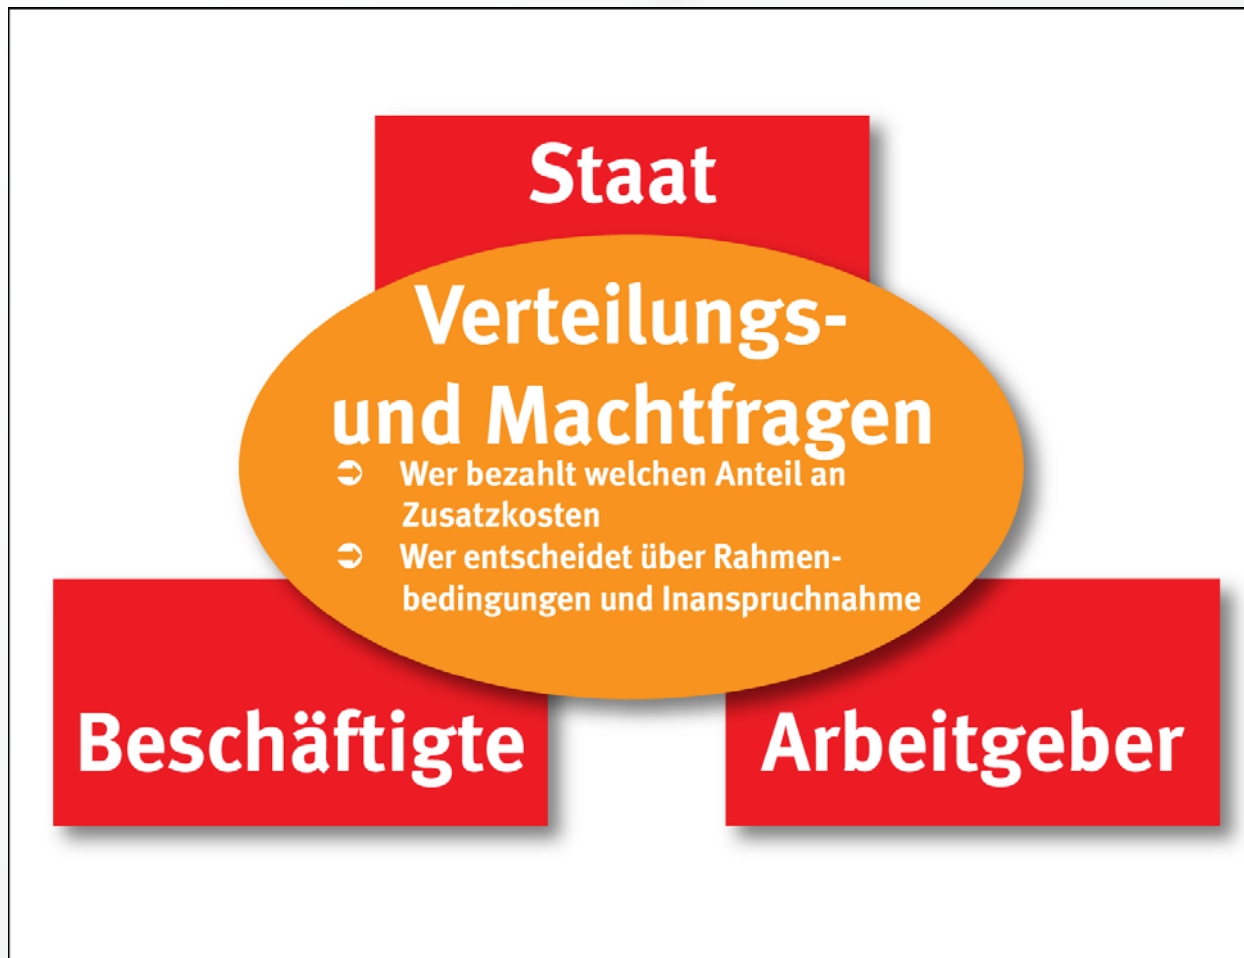 Staat
Verteilungs-
und Machtfragen
➲ Wer bezahlt welchen Anteil an
Zusatzkosten
➲ Wer entscheidet über Rahmen-
bedingungen und Inanspruchnahme
Beschäftigte
Arbeitgeber